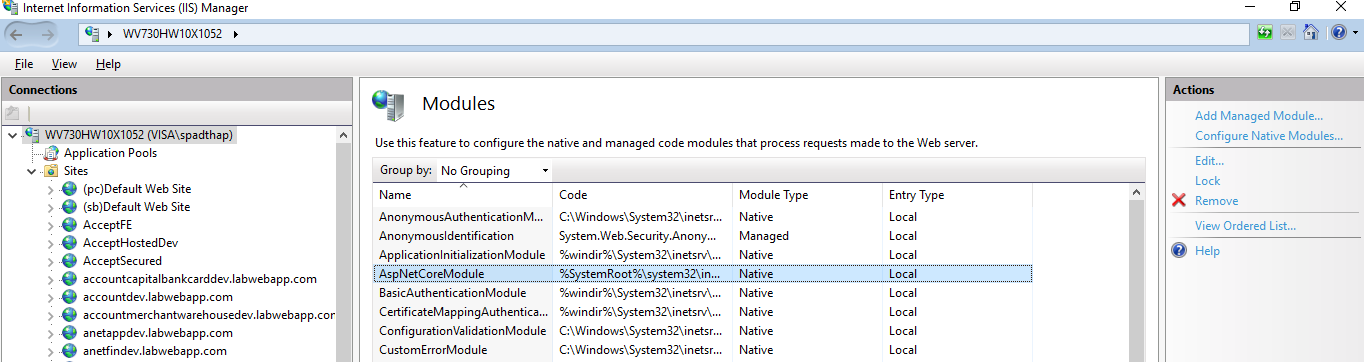 Internet Information Services (IIS) Manager
WV730HW10X1052
File View Help
Connections
WV730HW10X1052 (VISA\spadthap)
Application Pools
Sites
(pc)Default Web Site
(sb)Default Web Site
AcceptFE
AcceptHostedDev
AcceptSecured
accountcapitalbankcarddev.labwebapp.com
accountdev.labwebapp.com
accountmerchantwarehousedev.labwebapp.con
anetappdev.labwebapp.com
anetfindev.labwebapp.com
Modules
Use this feature to configure the native and managed code modules that process requests made to the Web server.
Group by: No Grouping
Name Code Module Type Entry Type
AnonymousAuthenticationM... C:\Windows\System32\inetsr... Native Local
AnonymousIdentification System.Web.Security.Anony... Managed Local
ApplicationInitializationModule %windir%\System32\inetsrv\... Native Local
AspNetCoreModule %SystemRoot%\system32\in... Native Local
BasicAuthenticationModule %windir%\System32\inetsrv\... Native Local
CertificateMappingAuthentica... %windir%\System32\inetsrv\... Native Local
ConfigurationValidationModule C:\Windows\System32\inetsr... Native Local
CustomErrorModule C:\Windows\System32\inetsr... Native Local
Actions
Add Managed Module...
Configure Native Modules...
Edit...
Lock
Remove
View Ordered List...
Help